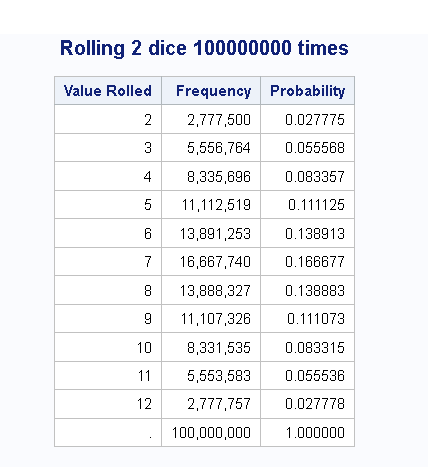 Rolling 2 dice 100000000 times
Value Rolled Frequency Probability
2 2,777,500 0.027775
3 5,556,764 0.055568
4 8,335,696 0.083357
5 11,112,519 0.111125
6 13,891,253 0.138913
7 16,667,740 0.166677
8 13,888,327 0.138883
9 11,107,326 0.111073
10 8,331,535 0.083315
11 5,553,583 0.055536
12 2,777,757 0.027778
. 100,000,000 1.000000